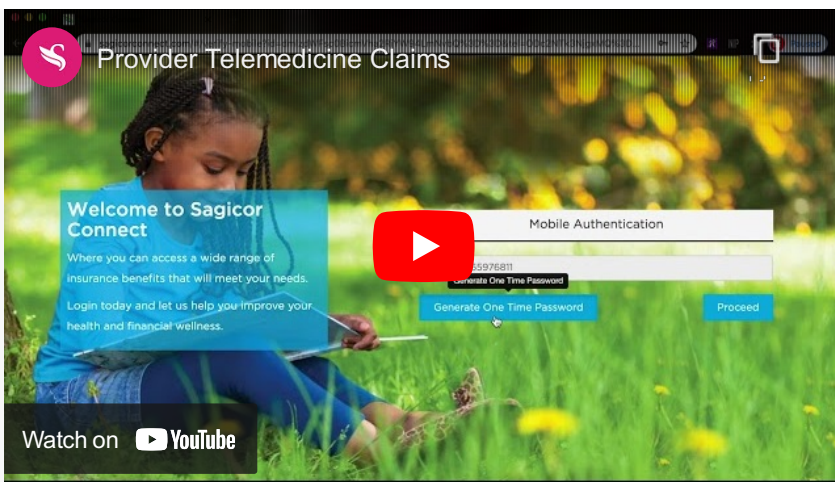 Provider Telemedicine Claims
Welcome to Sagicor
Connect
Where you can access a wide range of
insurance benefits that will meet your needs.
Login today and let us help you improve your
health and financial wellness.
Mobile Authentication
5976811
Generate One Time Password
Generate One Time Password
Proceed
Watch on YouTube